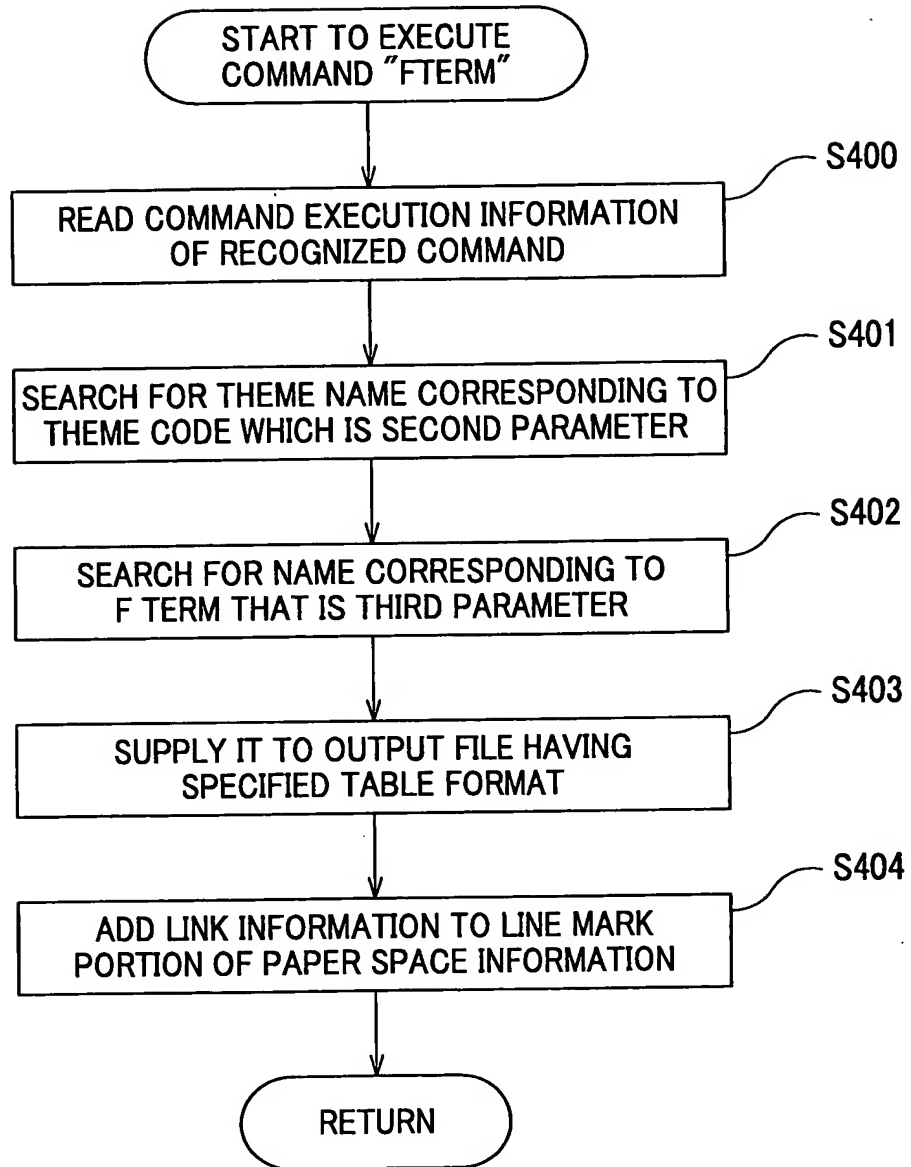 START TO EXECUTE
COMMAND "FTERM"
S400
READ COMMAND EXECUTION INFORMATION
OF RECOGNIZED COMMAND
S401
SEARCH FOR THEME NAME CORRESPONDING TO
THEME CODE WHICH IS SECOND PARAMETER
S402
SEARCH FOR NAME CORRESPONDING TO
F TERM THAT IS THIRD PARAMETER
S403
SUPPLY IT TO OUTPUT FILE HAVING
SPECIFIED TABLE FORMAT
S404
ADD LINK INFORMATION TO LINE MARK
PORTION OF PAPER SPACE INFORMATION
RETURN